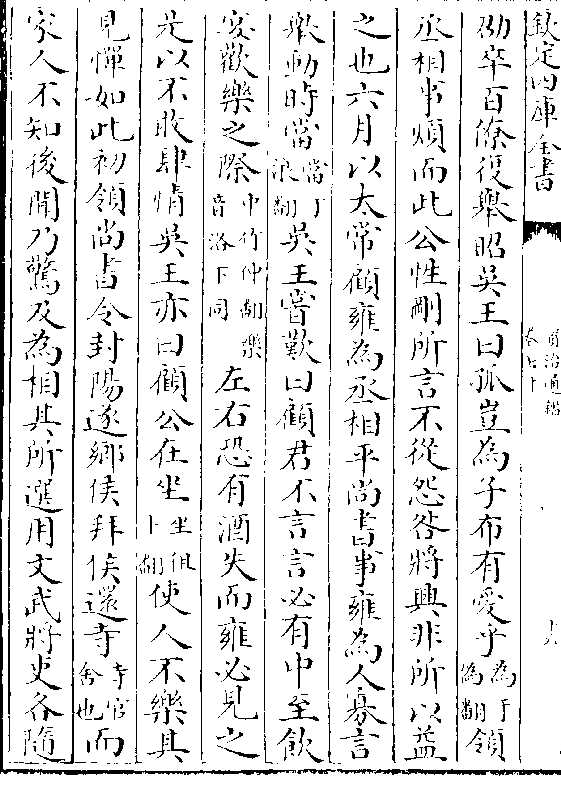 欽定四庫全書
資治通鑑
卷七十
劭卒百僚復舉昭吳王曰孤豈為子布有愛乎為于偽翻領
丞相事煩而此公性剛所言不從怨咎將興非所以益
之也六月以太常顧雍為丞相平尚書事雍為人寡言
舉動時當當丁浪翻吳王嘗歎曰顧君不言言必有中至飲
宴歡樂之際中竹仲翻樂音洛下同左右恐有酒失而雍必見之
是以不敢肆情吳王亦曰顧公在坐坐徂卧翻使人不樂其
見憚如此初領尚書令封陽遂鄉侯拜侯還寺寺官舍也而
家人不知後聞乃驚及為相其所選用文武將吏各隨